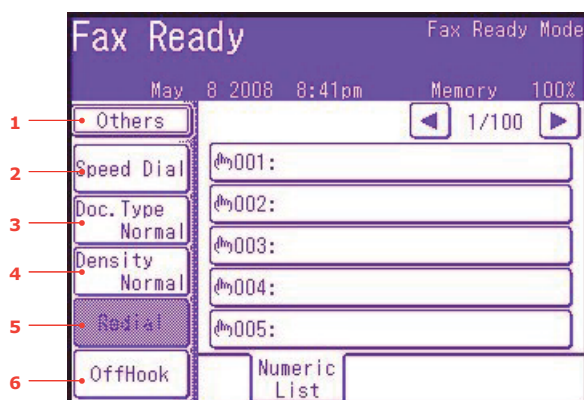 Fax Ready
Fax Ready Mode
May 8 2008 8:41pm
Memory 100%
1
Others
1/100
2
Speed Dial
001:
3
Doc.Type
Normal
002:
003:
4
Density
Normal
004:
5
Redial
005:
6
OffHook
Numeric
List